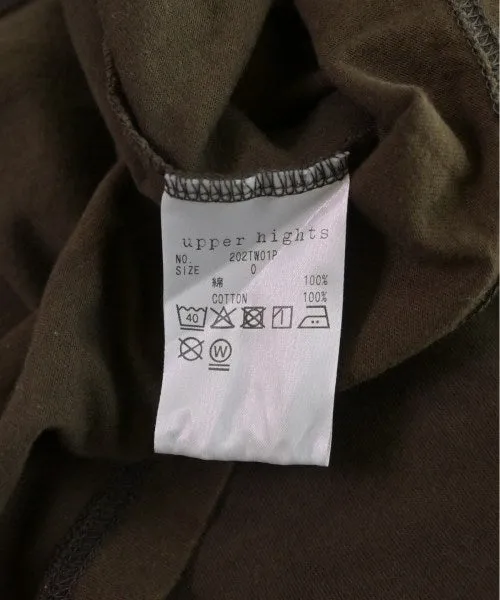 upper hights
NO. 202TW01P
SIZE 0
綿 100%
COTTON 100%
40
W